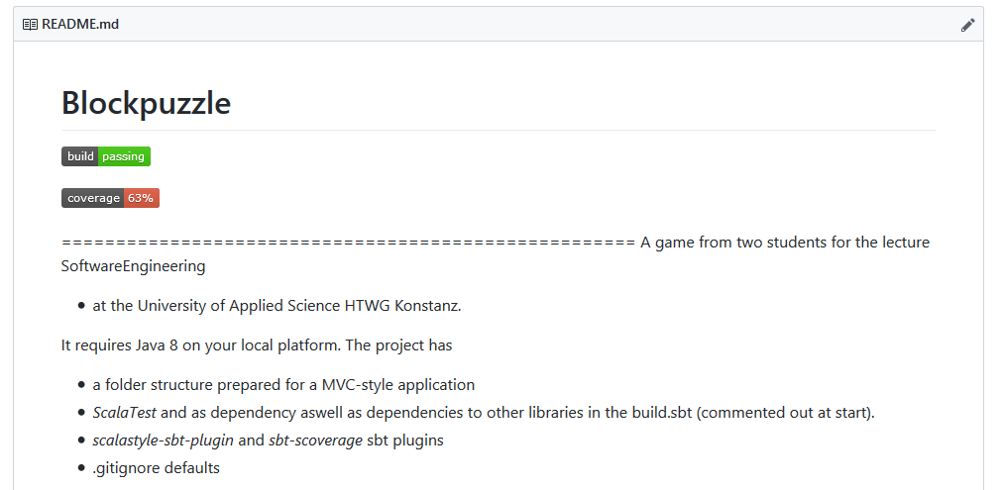 README.md
Blockpuzzle
build passing
coverage 63%
===================================================== A game from two students for the lecture
SoftwareEngineering
• at the University of Applied Science HTWG Konstanz.
It requires Java 8 on your local platform. The project has
• a folder structure prepared for a MVC-style application
• ScalaTest and as dependency aswell as dependencies to other libraries in the build.sbt (commented out at start).
• scalastyle-sbt-plugin and sbt-scoverage sbt plugins
• .gitignore defaults